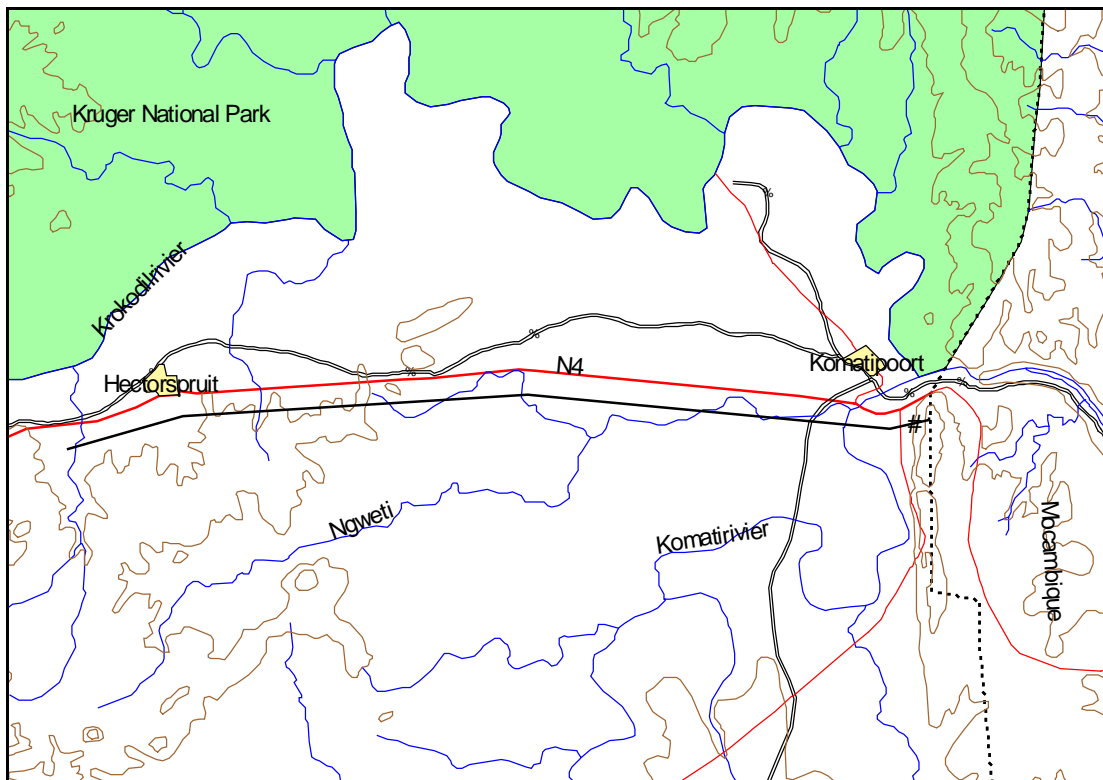 Kruger National Park
Krokodilrivier
Hectorspruit
N4
Komatipoort
#
Ngweti
Komatirivier
Mocambique